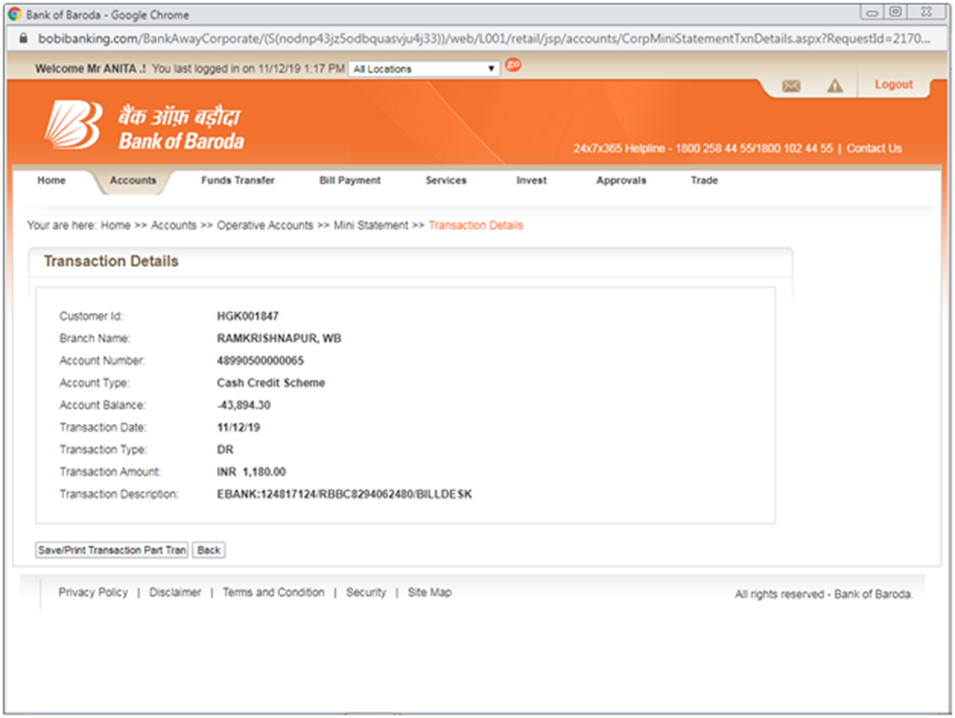 Bank of Baroda - Google Chrome
bobibanking.com/BankAwayCorporate/(S(nodnp43jz5odbquasvju4j33))/web/L001/retail/jsp/accounts/CorpMiniStatementTxnDetails.aspx?RequestId=2170...
Welcome Mr ANITA .! You last logged in on 11/12/19 1:17 PM All Locations go
Logout
बैंक ऑफ़ बड़ौदा
Bank of Baroda
24x7x365 Helpline - 1800 258 44 55/1800 102 44 55 | Contact Us
Home Accounts Funds Transfer Bill Payment Services Invest Approvals Trade
Your are here: Home >> Accounts >> Operative Accounts >> Mini Statement >> Transaction Details
Transaction Details
Customer Id: HGK001847
Branch Name: RAMKRISHNAPUR, WB
Account Number: 48990500000065
Account Type: Cash Credit Scheme
Account Balance: -43,894.30
Transaction Date: 11/12/19
Transaction Type: DR
Transaction Amount: INR 1,180.00
Transaction Description: EBANK:124817124/RBBC8294062480/BILLDESK
Save/Print Transaction Part Tran Back
Privacy Policy | Disclaimer | Terms and Condition | Security | Site Map
All rights reserved - Bank of Baroda.